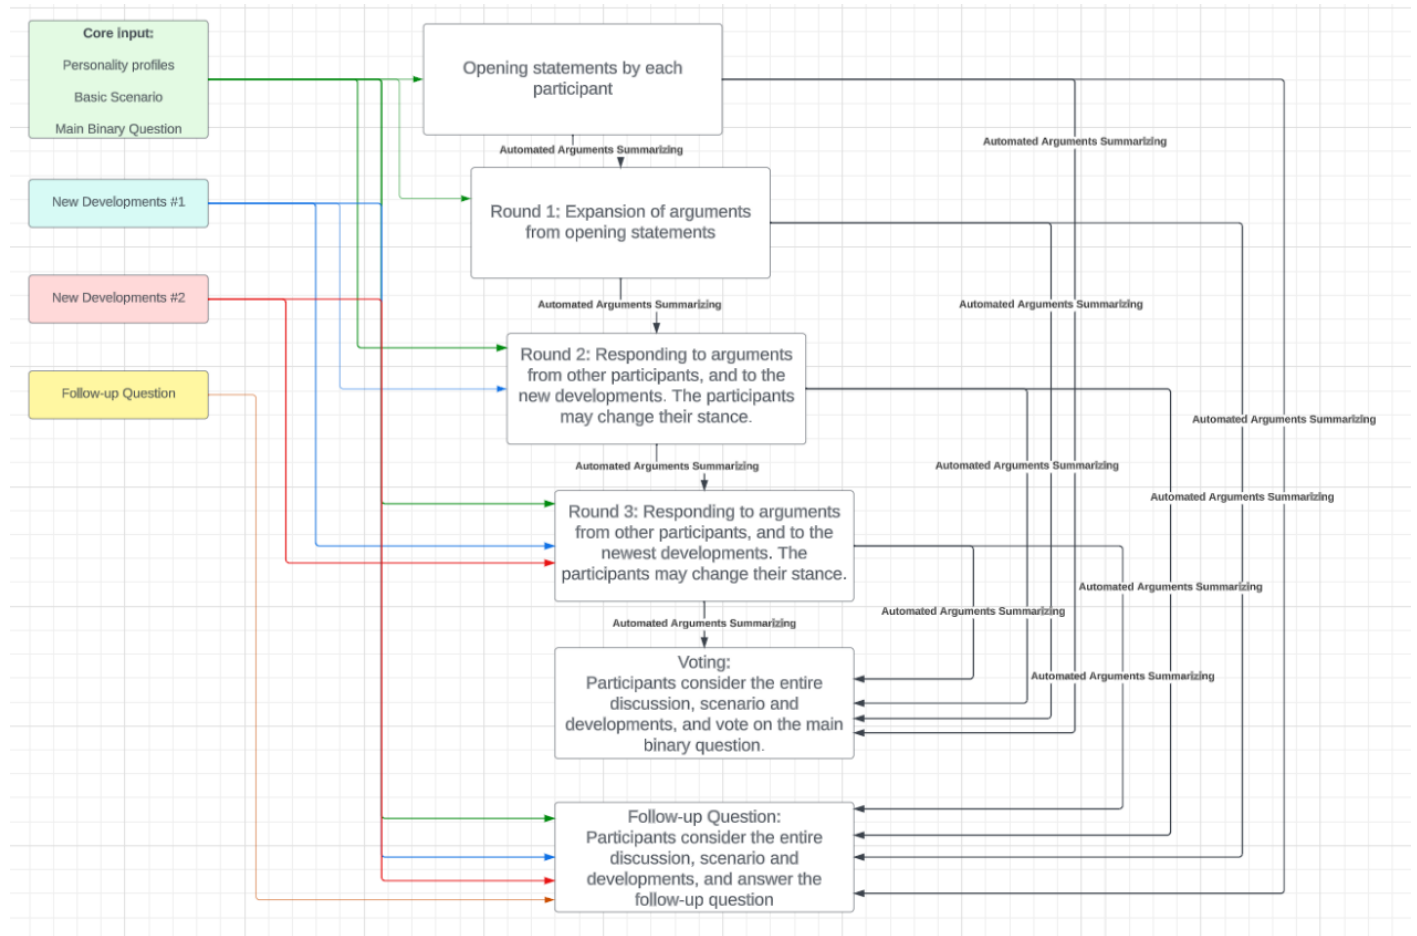 Core input:
Personality profiles
Basic Scenario
Main Binary Question
New Developments #1
New Developments #2
Follow-up Question
Opening statements by each
participant
Automated Arguments Summarizing
Automated Arguments Summarizing
Round 1: Expansion of arguments
from opening statements
Automated Arguments Summarizing
Automated Arguments Summarizing
Round 2: Responding to arguments
from other participants, and to the
new developments. The participants
may change their stance.
Automated Arguments Summarizing
Automated Arguments Summarizing
Automated Arguments Summarizing
Automated Arguments Summarizing
Round 3: Responding to arguments
from other participants, and to the
newest developments. The
participants may change their stance.
Automated Arguments Summarizing
Automated Arguments Summarizing
Automated Arguments Summarizing
Voting:
Participants consider the entire
discussion, scenario and
developments, and vote on the main
binary question.
Automated Arguments Summarizing
Follow-up Question:
Participants consider the entire
discussion, scenario and
developments, and answer the
follow-up question